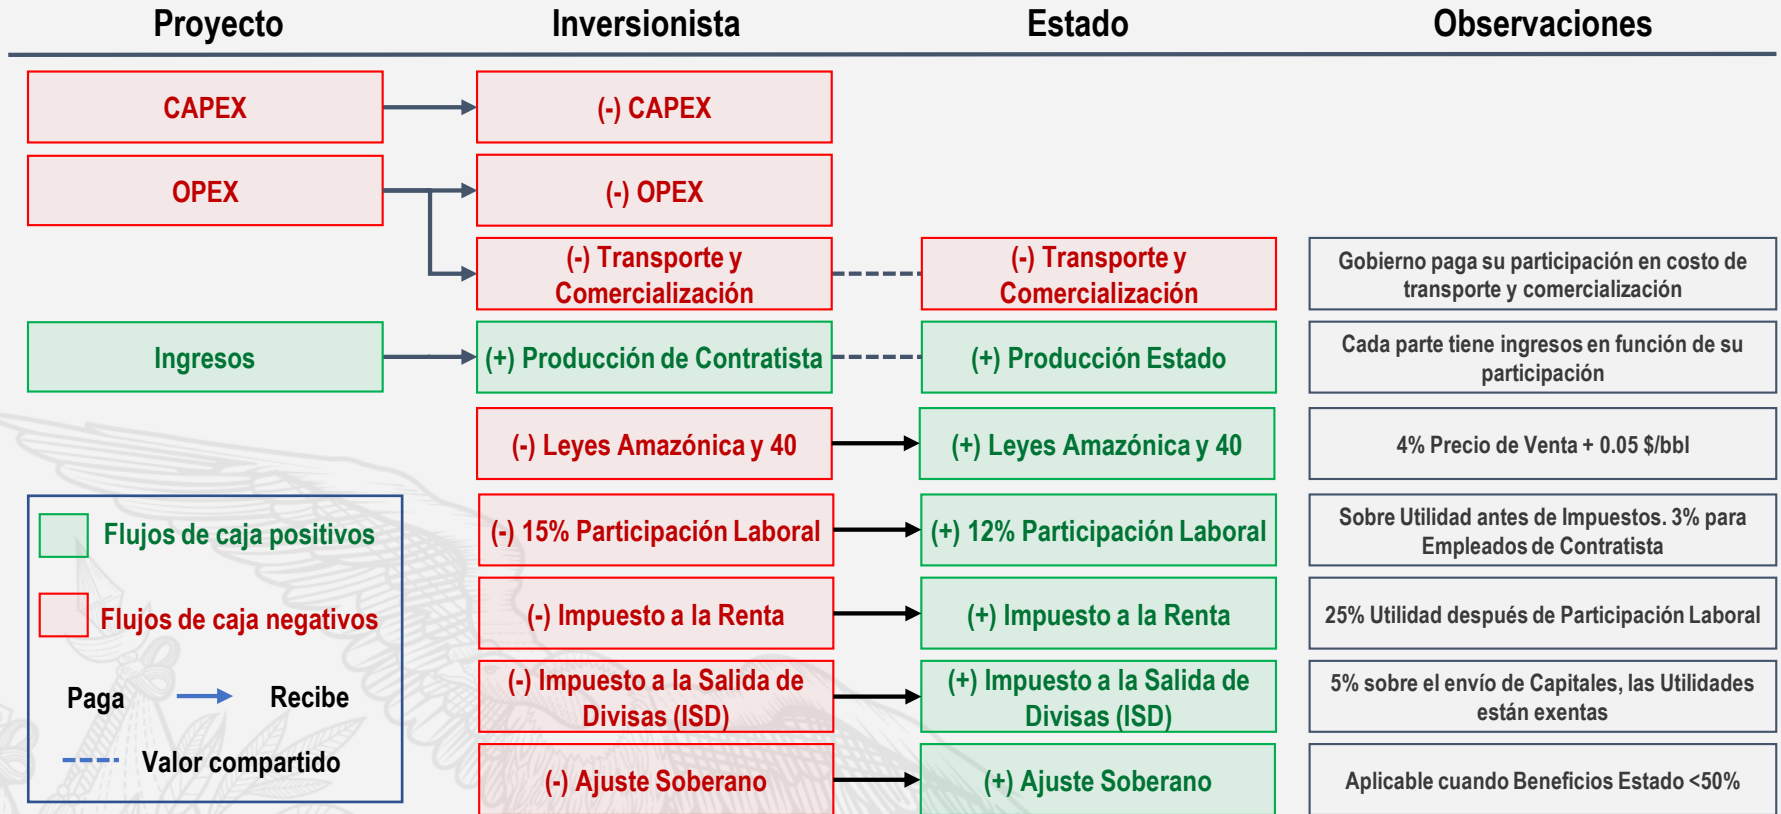 Proyecto
Inversionista
Estado
Observaciones
CAPEX
(-) CAPEX
OPEX
(-) OPEX
(-) Transporte y
Comercialización
(-) Transporte y
Comercialización
Gobierno paga su participación en costo de
transporte y comercialización
Ingresos
(+) Producción de Contratista
(+) Producción Estado
Cada parte tiene ingresos en función de su
participación
(-) Leyes Amazónica y 40
(+) Leyes Amazónica y 40
4% Precio de Venta + 0.05 $/bbl
(-) 15% Participación Laboral
(+) 12% Participación Laboral
Sobre Utilidad antes de Impuestos. 3% para
Empleados de Contratista
(-) Impuesto a la Renta
(+) Impuesto a la Renta
25% Utilidad después de Participación Laboral
(-) Impuesto a la Salida de
Divisas (ISD)
(+) Impuesto a la Salida de
Divisas (ISD)
5% sobre el envío de Capitales, las Utilidades
están exentas
(-) Ajuste Soberano
(+) Ajuste Soberano
Aplicable cuando Beneficios Estado <50%
Flujos de caja positivos
Flujos de caja negativos
Paga
Recibe
Valor compartido